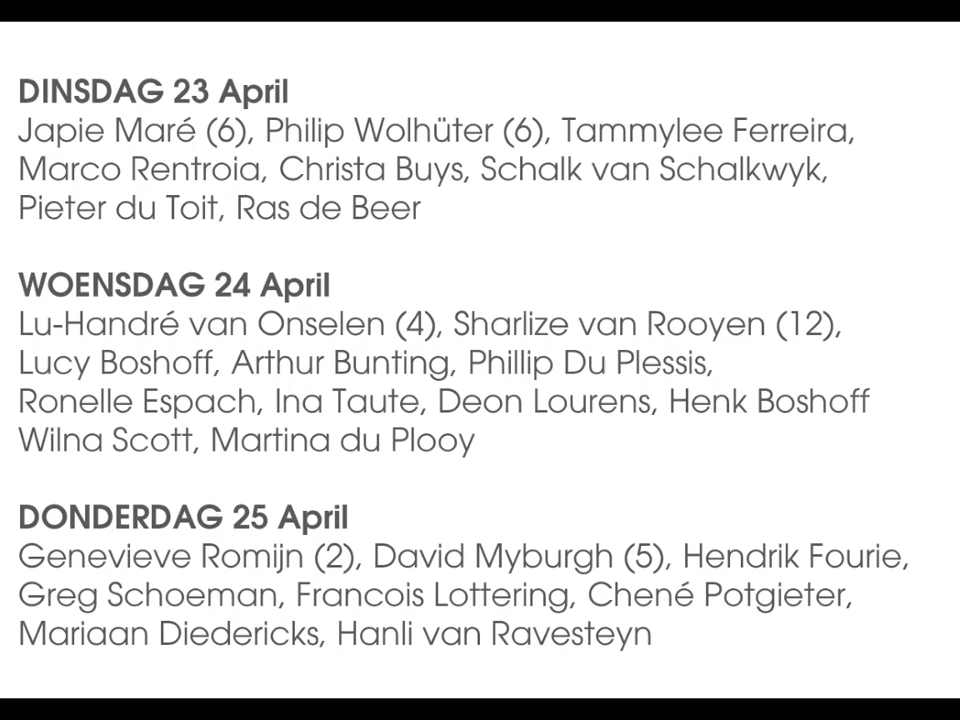 DINSDAG 23 April
Japie Maré (6), Philip Wolhüter (6), Tammylee Ferreira,
Marco Rentroia, Christa Buys, Schalk van Schalkwyk,
Pieter du Toit, Ras de Beer
WOENSDAG 24 April
Lu-Handré van Onselen (4), Sharlize van Rooyen (12),
Lucy Boshoff, Arthur Bunting, Phillip Du Plessis,
Ronelle Espach, Ina Taute, Deon Lourens, Henk Boshoff
Wilna Scott, Martina du Plooy
DONDERDAG 25 April
Genevieve Romijn (2), David Myburgh (5), Hendrik Fourie,
Greg Schoeman, Francois Lottering, Chené Potgieter,
Mariaan Diedericks, Hanli van Ravesteyn